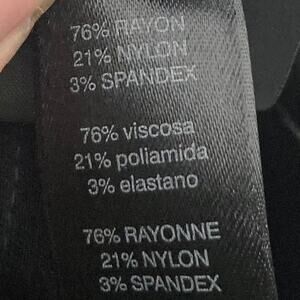 76% RAYON
21% NYLON
3% SPANDEX
76% viscosa
21% poliamida
3% elastano
76% RAYONNE
21% NYLON
3% SPANDEX